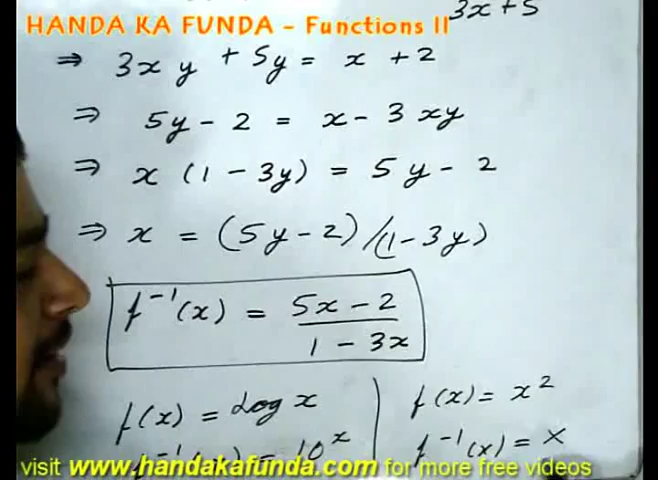 HANDA KA FUNDA - Functions II
3x + 5
⇒ 3xy + 5y = x + 2
⇒ 5y - 2 = x - 3xy
⇒ x (1 - 3y) = 5y - 2
⇒ x = (5y - 2)/(1 - 3y)
f⁻¹(x) = 5x - 2
1 - 3x
f(x) = Log x
f⁻¹(x) = 10ˣ
f(x) = x²
f⁻¹(x) = ×
visit www.handakafunda.com for more free videos